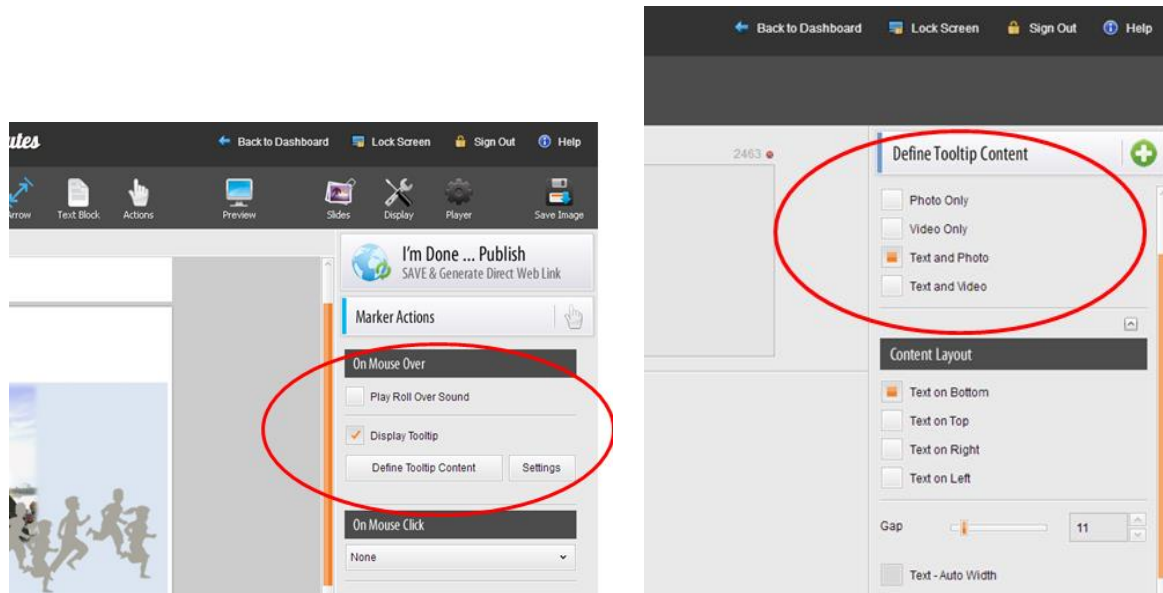 Back to Dashboard Lock Screen Sign Out Help
Text Block Actions Preview Slides Display Player Save Image
I'm Done ... Publish
SAVE & Generate Direct Web Link
Marker Actions
On Mouse Over
Play Roll Over Sound
Display Tooltip
Define Tooltip Content Settings
On Mouse Click
None
Back to Dashboard Lock Screen Sign Out Help
2463
Define Tooltip Content
Photo Only
Video Only
Text and Photo
Text and Video
Content Layout
Text on Bottom
Text on Top
Text on Right
Text on Left
Gap 11
Text - Auto Width